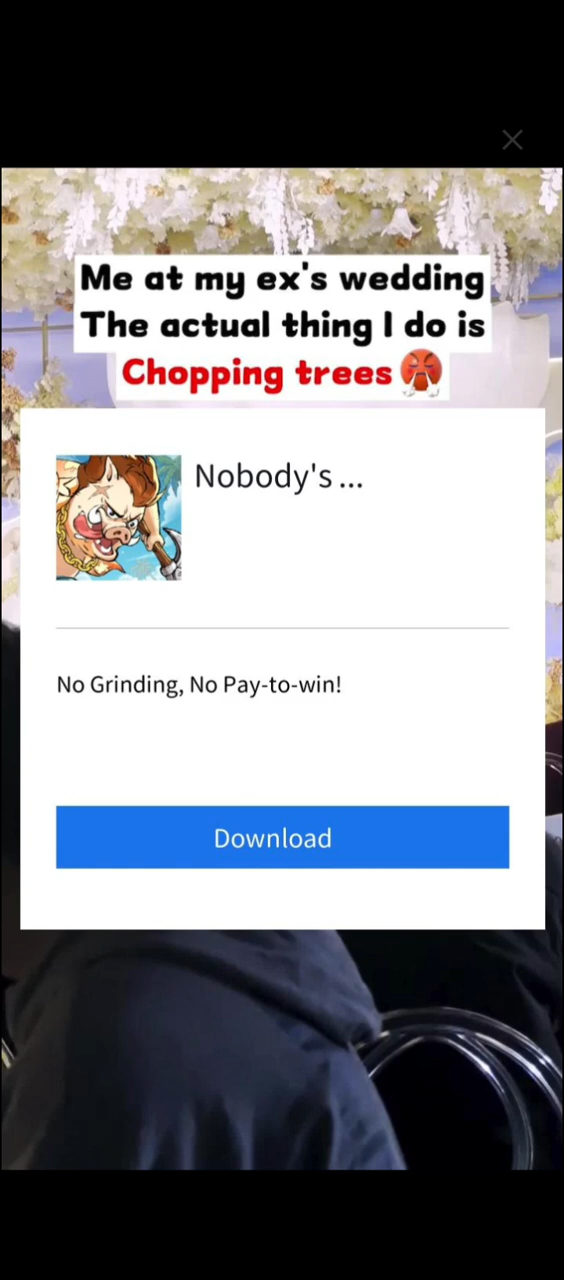 Me at my ex's wedding
The actual thing I do is
Chopping trees😤
Nobody's ...
No Grinding, No Pay-to-win!
Download